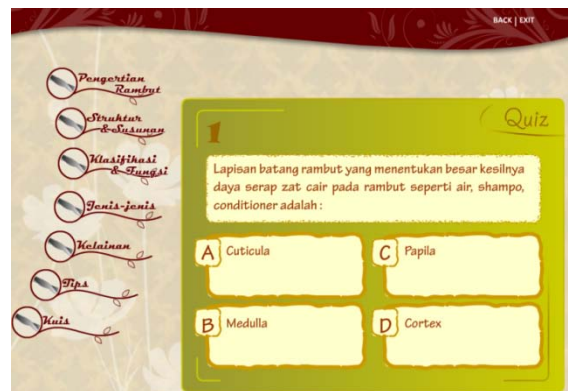 BACK | EXIT
Pengertian
Rambut
Struktur
& Susunan
Klasifikasi
& Fungsi
Jenis-jenis
Kelainan
Tips
Kuis
Quiz
1
Lapisan batang rambut yang menentukan besar kesilnya
daya serap zat cair pada rambut seperti air, shampo,
conditioner adalah :
A Cuticula
B Medulla
C Papila
D Cortex